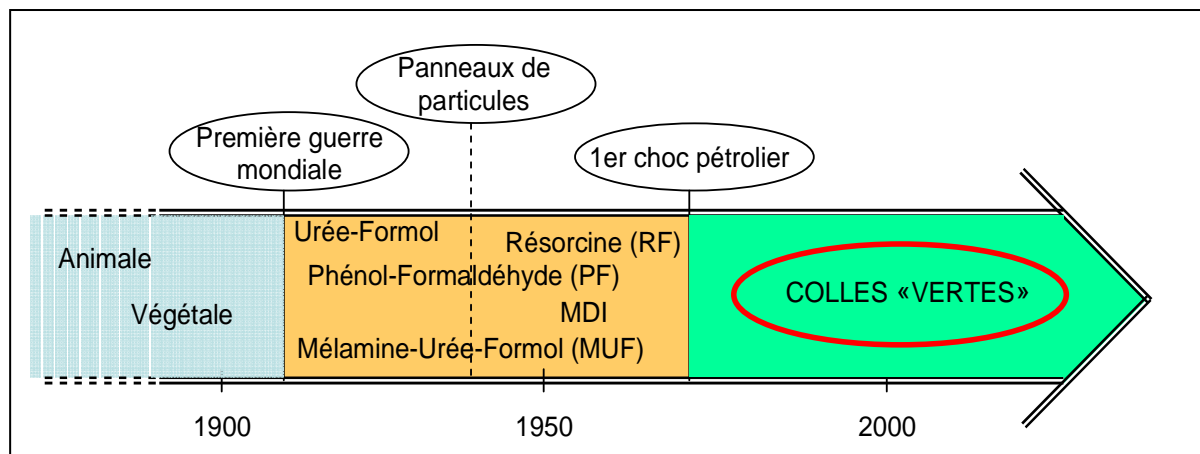 Panneaux de
particules
Première guerre
mondiale
1er choc pétrolier
Animale
Végétale
Urée-Formol
Résorcine (RF)
Phénol-Formaldéhyde (PF)
MDI
Mélamine-Urée-Formol (MUF)
COLLES «VERTES»
1900
1950
2000